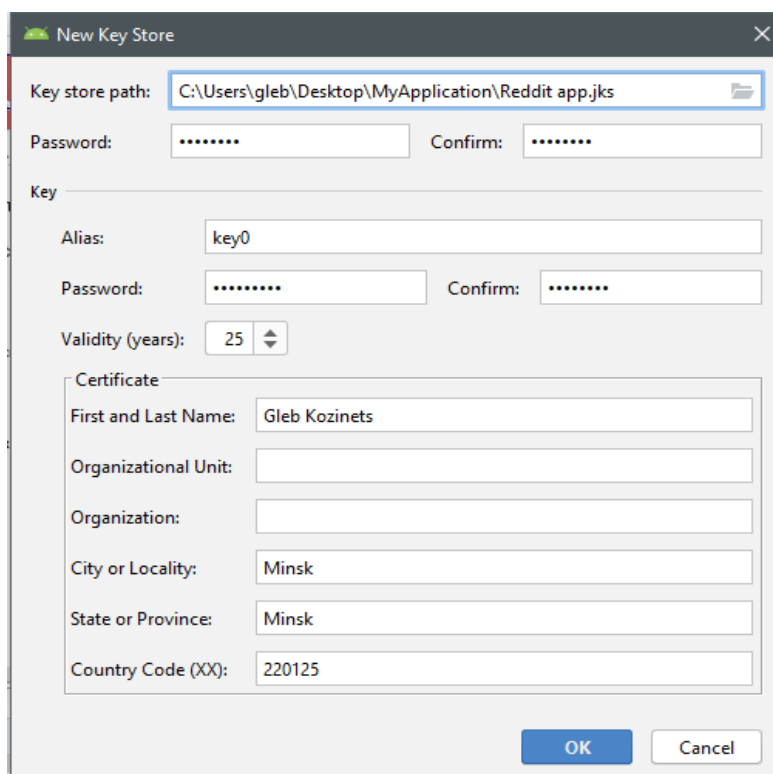 New Key Store
Key store path: C:\Users\gleb\Desktop\MyApplication\Reddit app.jks
Password: •••••••• Confirm: ••••••••
Key
Alias: key0
Password: ••••••••• Confirm: ••••••••
Validity (years): 25
Certificate
First and Last Name: Gleb Kozinets
Organizational Unit:
Organization:
City or Locality: Minsk
State or Province: Minsk
Country Code (XX): 220125
OK Cancel